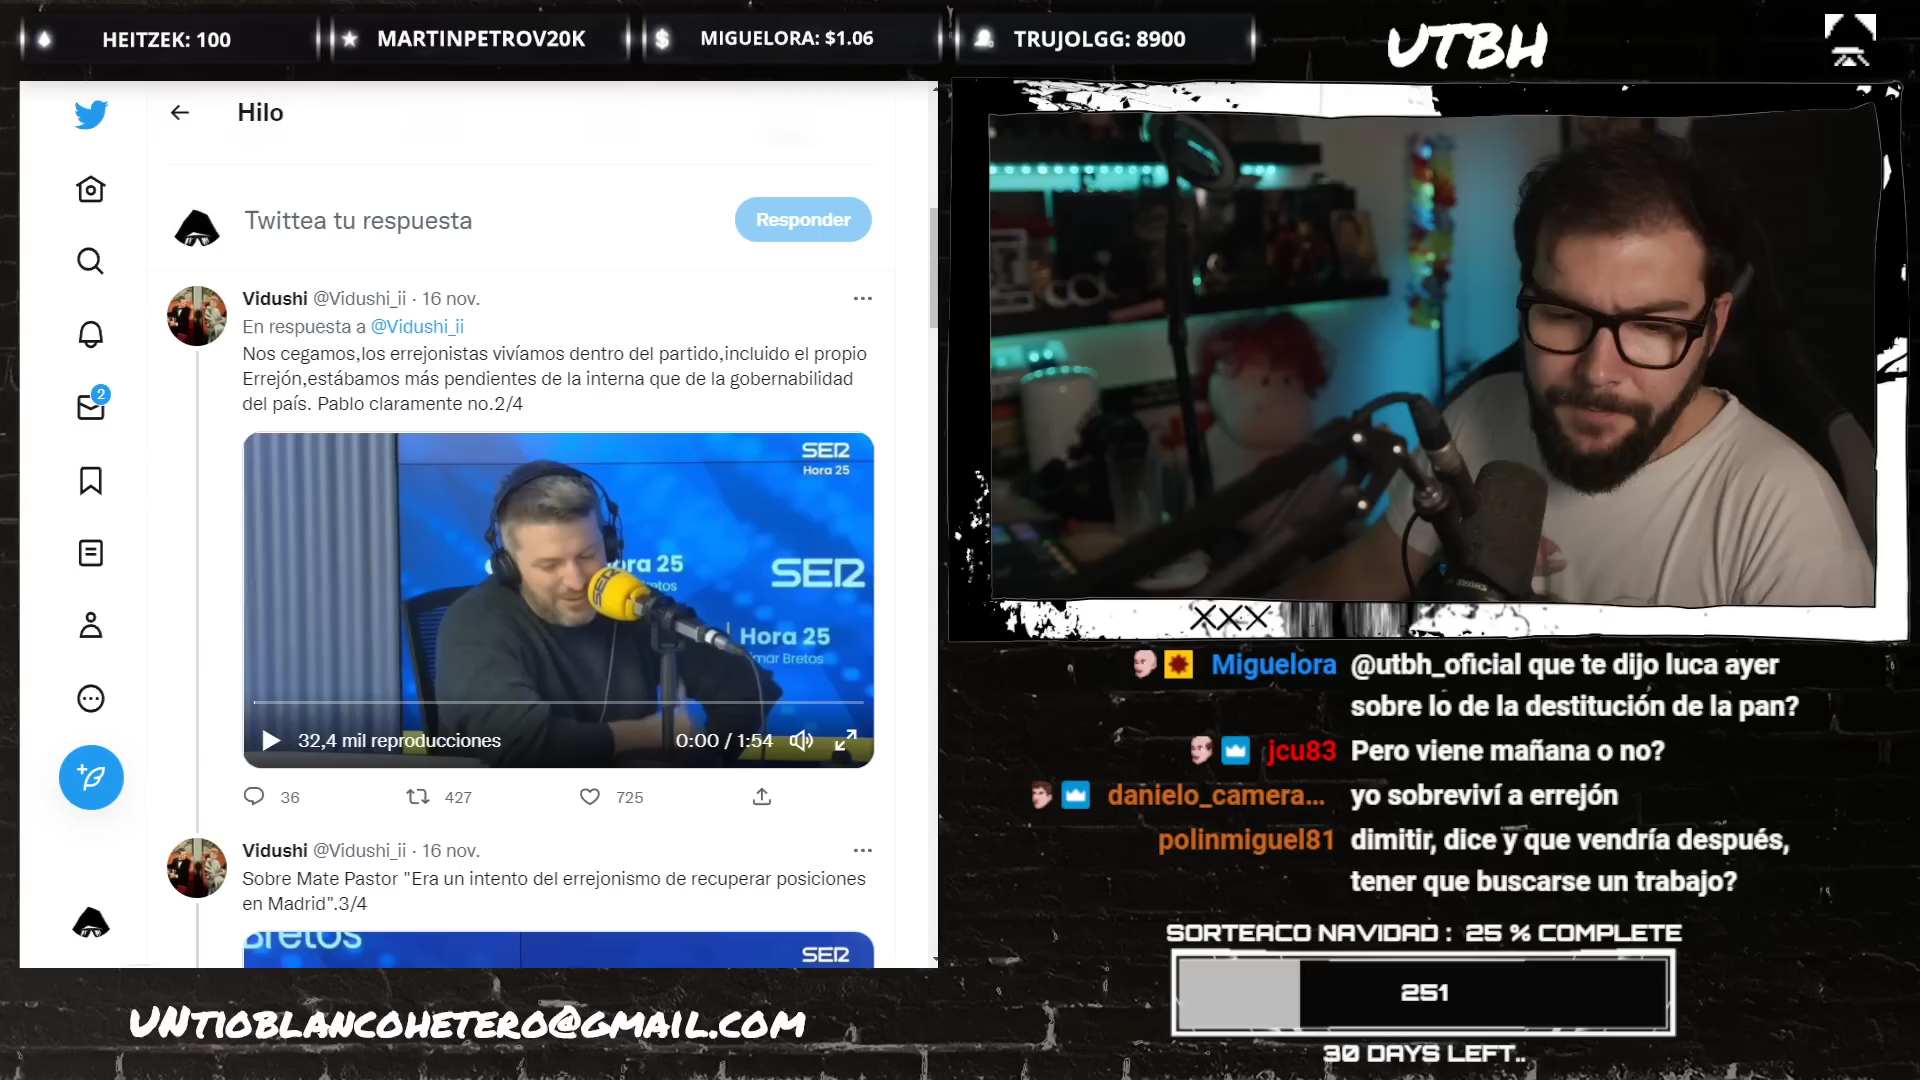 HEITZEK: 100
MARTINPETROV20K
MIGUELORA: $1.06
TRUJOLGG: 8900
UTBH
Hilo
Twittea tu respuesta
Responder
Vidushi @Vidushi_ii · 16 nov.
En respuesta a @Vidushi_ii
Nos cegamos,los errejonistas vivíamos dentro del partido,incluido el propio
Errejón,estábamos más pendientes de la interna que de la gobernabilidad
del país. Pablo claramente no.2/4
2
SER
Hora 25
SER
Hora 25
32,4 mil reproducciones
0:00 / 1:54
36
427
725
Vidushi @Vidushi_ii · 16 nov.
Sobre Mate Pastor "Era un intento del errejonismo de recuperar posiciones
en Madrid".3/4
Bretos
SER
XXX
Miguelora @utbh_oficial que te dijo luca ayer
sobre lo de la destitución de la pan?
jcu83 Pero viene mañana o no?
danielo_camera... yo sobreviví a errejón
polinmiguel81 dimitir, dice y que vendría después,
tener que buscarse un trabajo?
SORTEACO NAVIDAD : 25 % COMPLETE
251
30 DAYS LEFT..
UNTIOBLANCOHETERO@GMAIL.COM